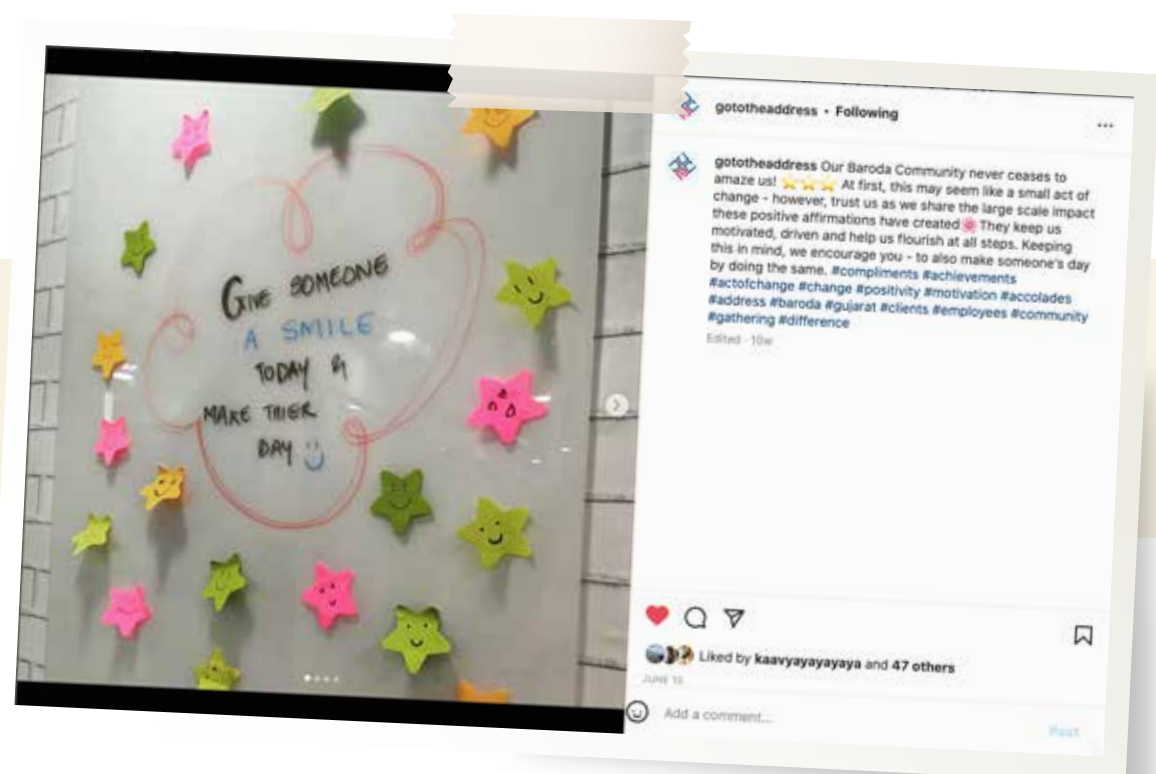 GIVE SOMEONE
A SMILE
TODAY &
MAKE THIER
DAY
gototheaddress • Following
gototheaddress Our Baroda Community never ceases to
amaze us! ⭐⭐⭐ At first, this may seem like a small act of
change - however, trust us as we share the large scale impact
these positive affirmations have created🌸 They keep us
motivated, driven and help us flourish at all steps. Keeping
this in mind, we encourage you - to also make someone's day
by doing the same. #compliments #achievements
#actofchange #change #positivity #motivation #accolades
#address #baroda #gujarat #clients #employees #community
#gathering #difference
Edited · 10w
Liked by kaavyayayayaya and 47 others
JUNE 10
Add a comment...
Post